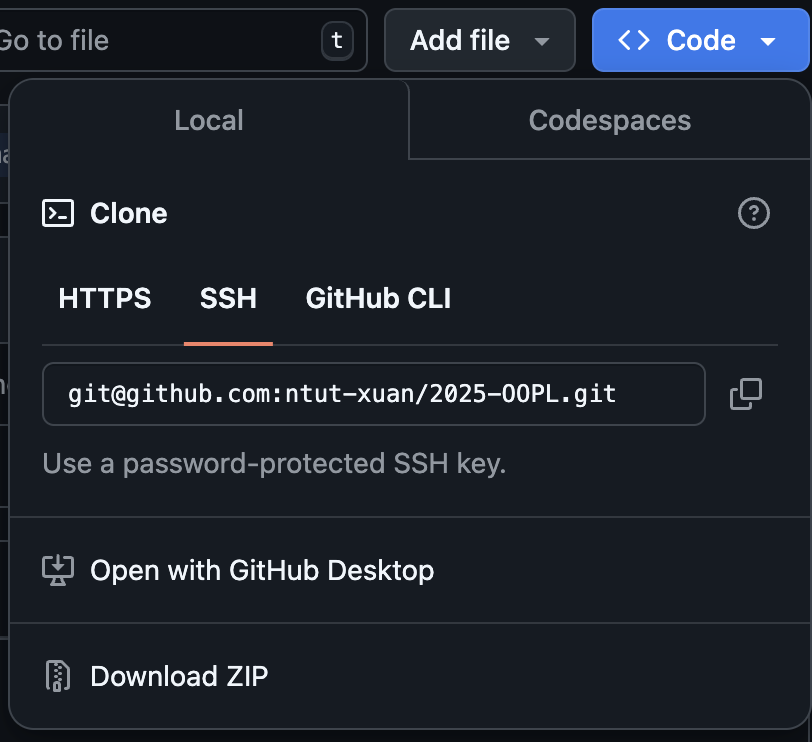 Go to file
t
Add file
<> Code
Local
Codespaces
Clone
?
HTTPS
SSH
GitHub CLI
git@github.com:ntut-xuan/2025-OOPL.git
Use a password-protected SSH key.
Open with GitHub Desktop
Download ZIP